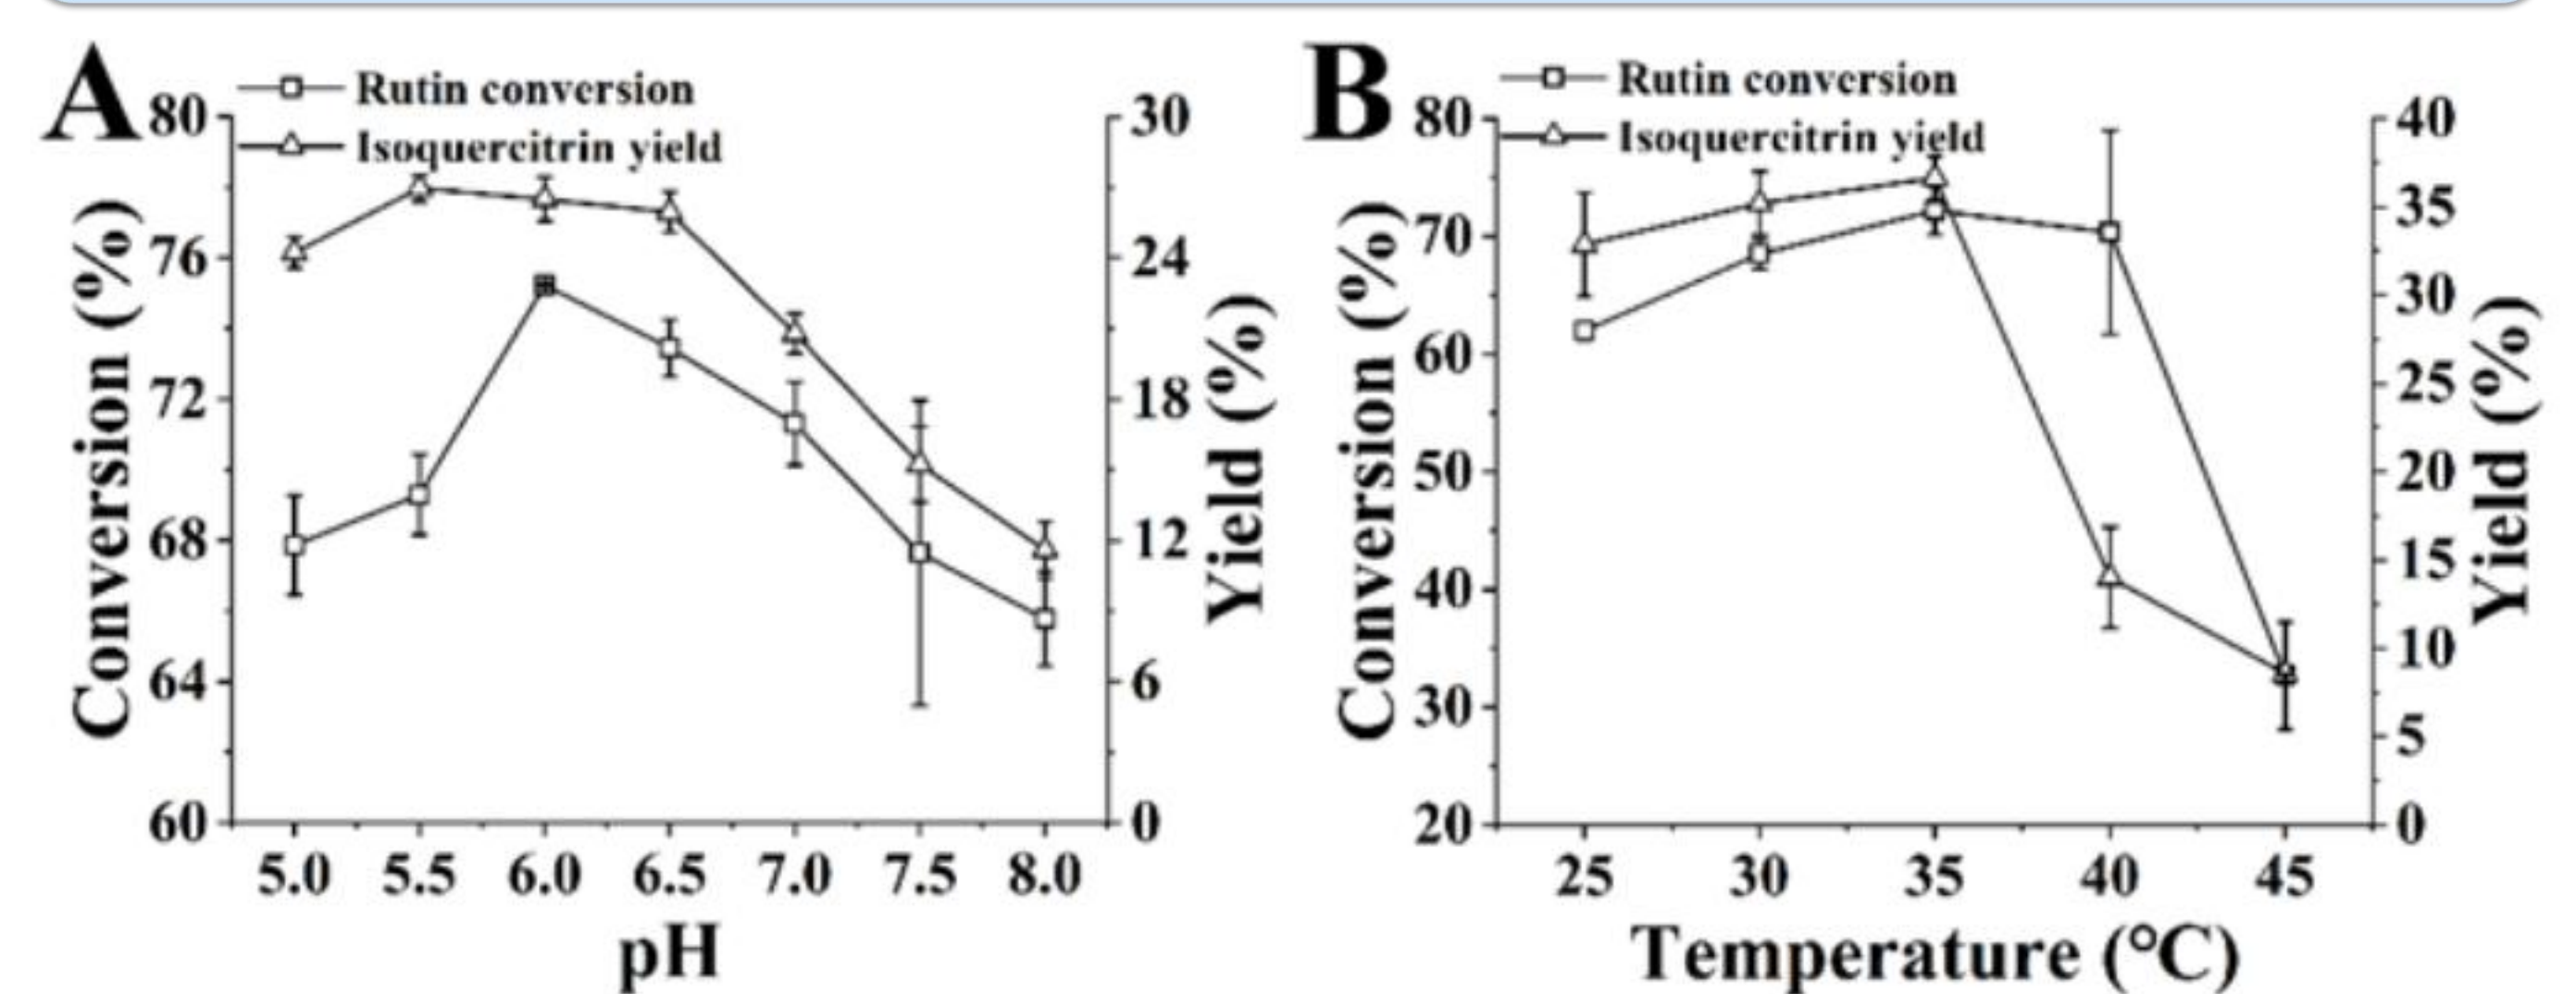 A
Rutin conversion
Isoquercitrin yield
80
76
72
68
64
60
Conversion (%)
30
24
18
12
6
0
Yield (%)
5.0 5.5 6.0 6.5 7.0 7.5 8.0
pH
B
Rutin conversion
Isoquercitrin yield
80
70
60
50
40
30
20
Conversion (%)
40
35
30
25
20
15
10
5
0
Yield (%)
25 30 35 40 45
Temperature (°C)